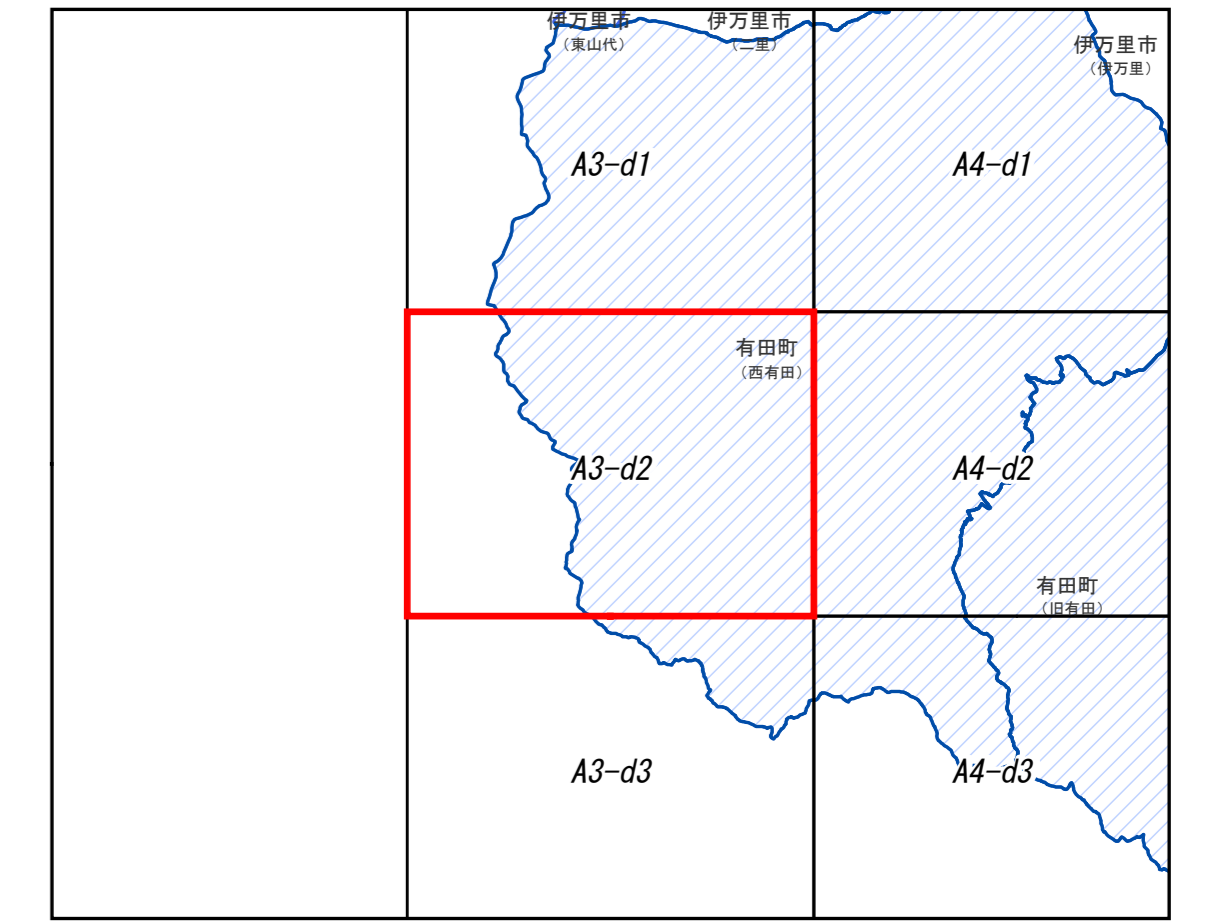 伊万里市
（東山代）
伊万里市
（二里）
伊万里市
（伊万里）
A3-d1
A4-d1
有田町
（西有田）
A3-d2
A4-d2
有田町
（旧有田）
A3-d3
A4-d3